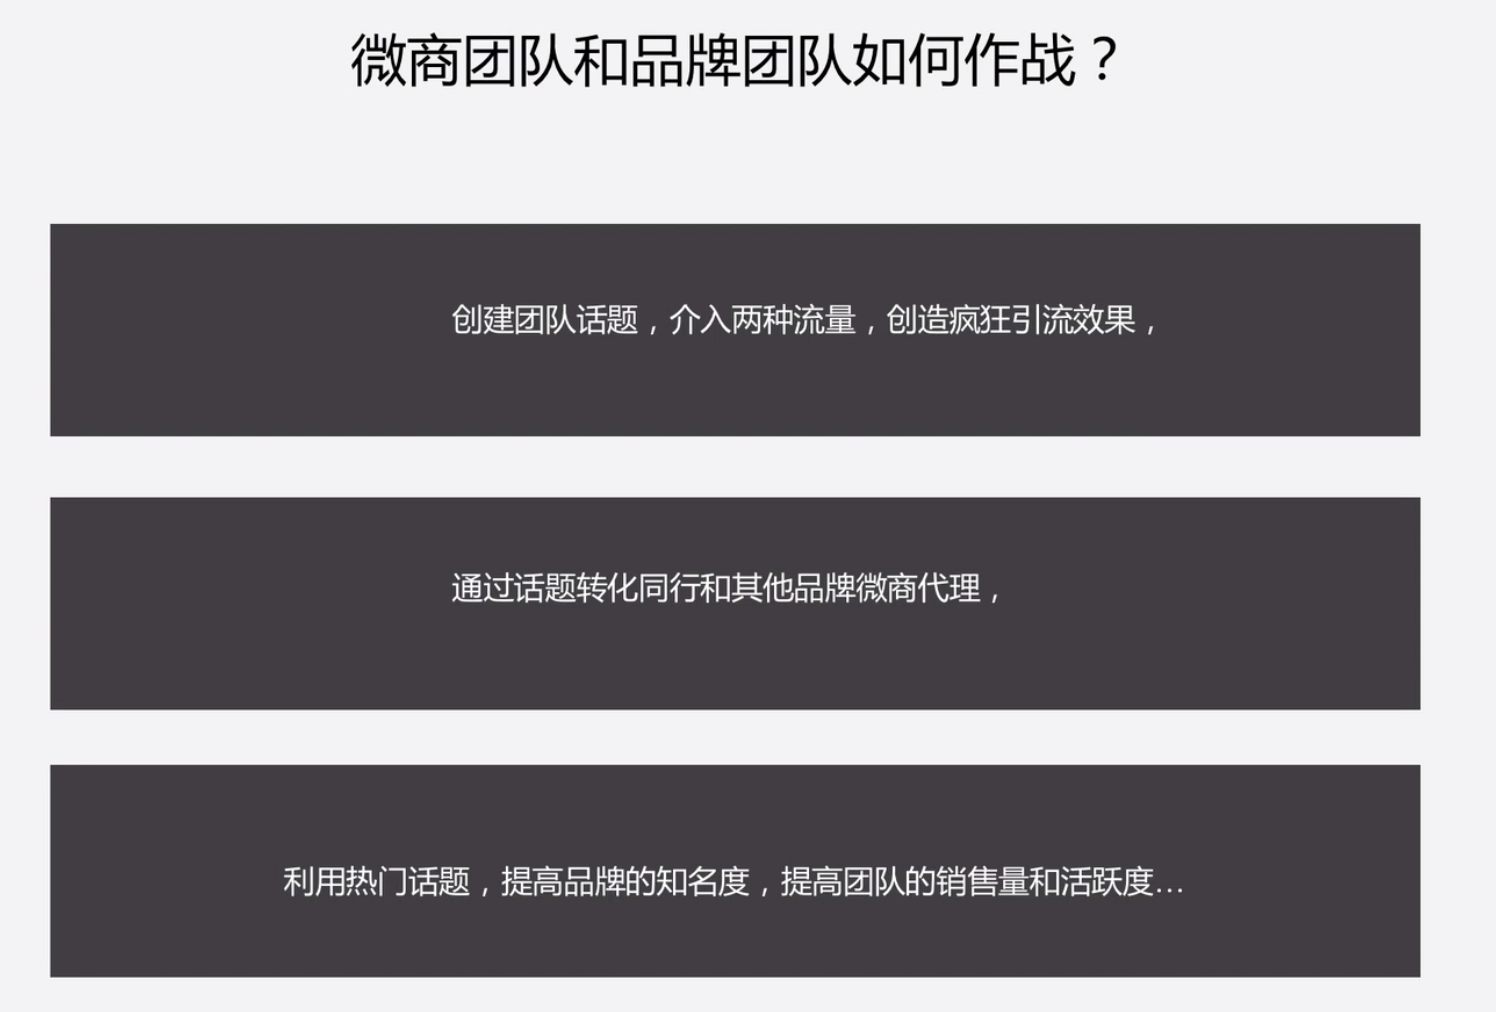 微商团队和品牌团队如何作战？
创建团队话题，介入两种流量，创造疯狂引流效果，
通过话题转化同行和其他品牌微商代理，
利用热门话题，提高品牌的知名度，提高团队的销售量和活跃度...